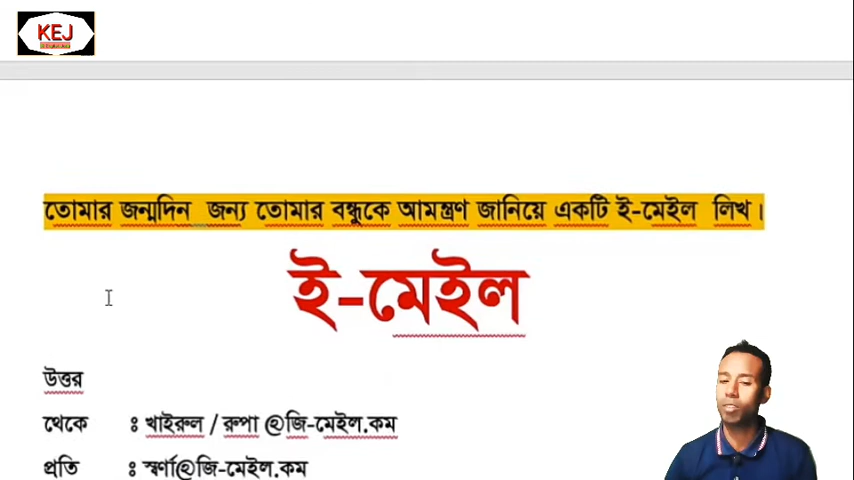 KEJ
তোমার জন্মদিন জন্য তোমার বন্ধুকে আমন্ত্রণ জানিয়ে একটি ই-মেইল লিখ।
ই-মেইল
উত্তর
থেকে : খাইরুল / রুপা @জি-মেইল.কম
প্রতি : স্বর্ণা@জি-মেইল.কম